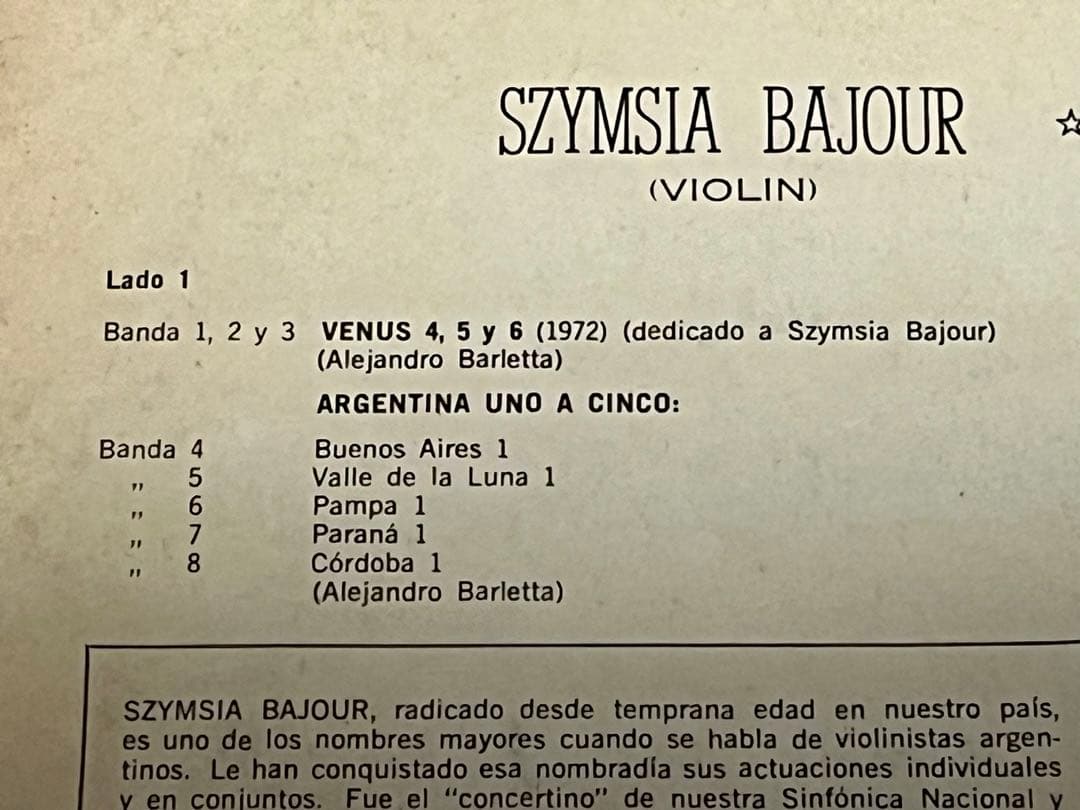 SZYMSIA BAJOUR ☆
(VIOLIN)
Lado 1
Banda 1, 2 y 3 VENUS 4, 5 y 6 (1972) (dedicado a Szymsia Bajour)
(Alejandro Barletta)
ARGENTINA UNO A CINCO:
Banda 4 Buenos Aires 1
,, 5 Valle de la Luna 1
,, 6 Pampa 1
,, 7 Paraná 1
,, 8 Córdoba 1
(Alejandro Barletta)
SZYMSIA BAJOUR, radicado desde temprana edad en nuestro país,
es uno de los nombres mayores cuando se habla de violinistas argen-
tinos. Le han conquistado esa nombradía sus actuaciones individuales
y en conjuntos. Fue el "concertino" de nuestra Sinfónica Nacional y